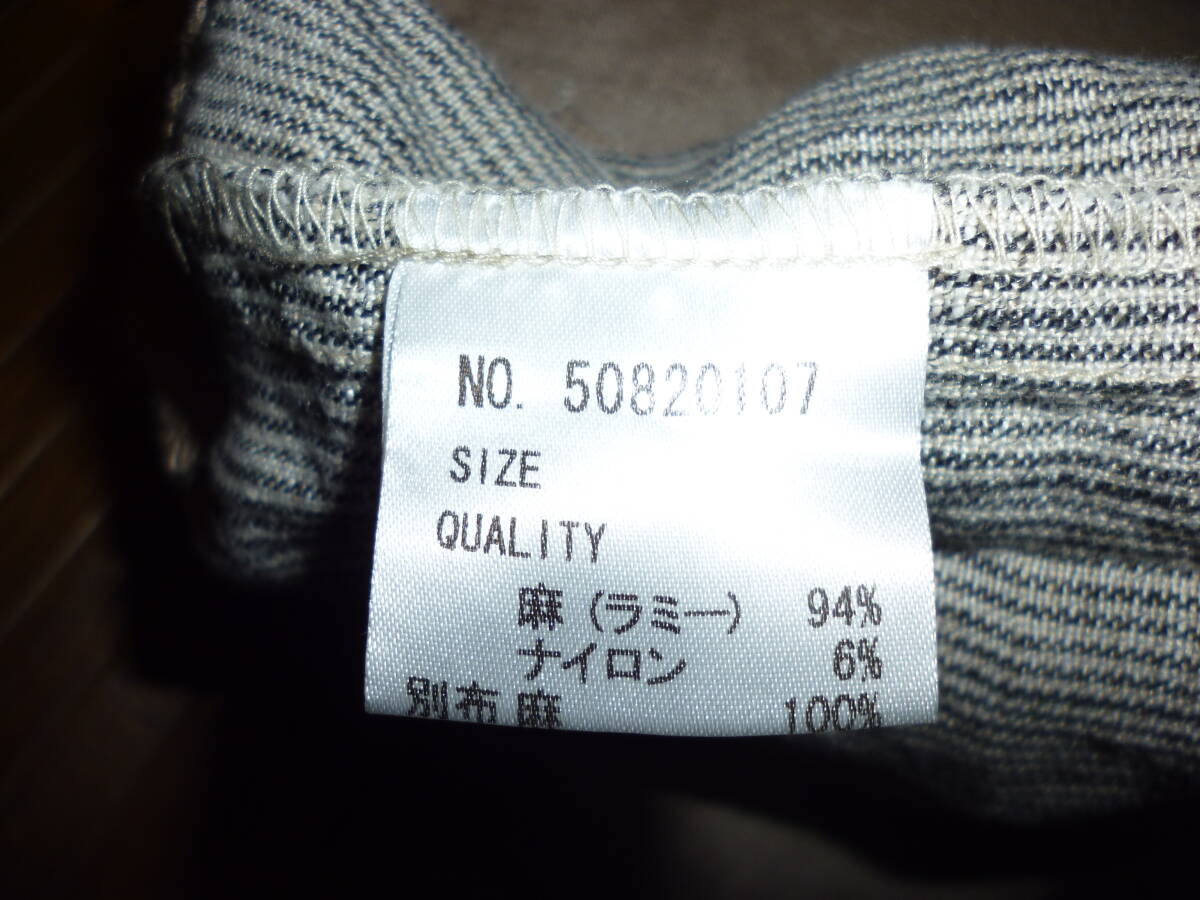 NO. 50820107
SIZE
QUALITY
麻(ラミー) 94%
ナイロン 6%
別布 麻 100%